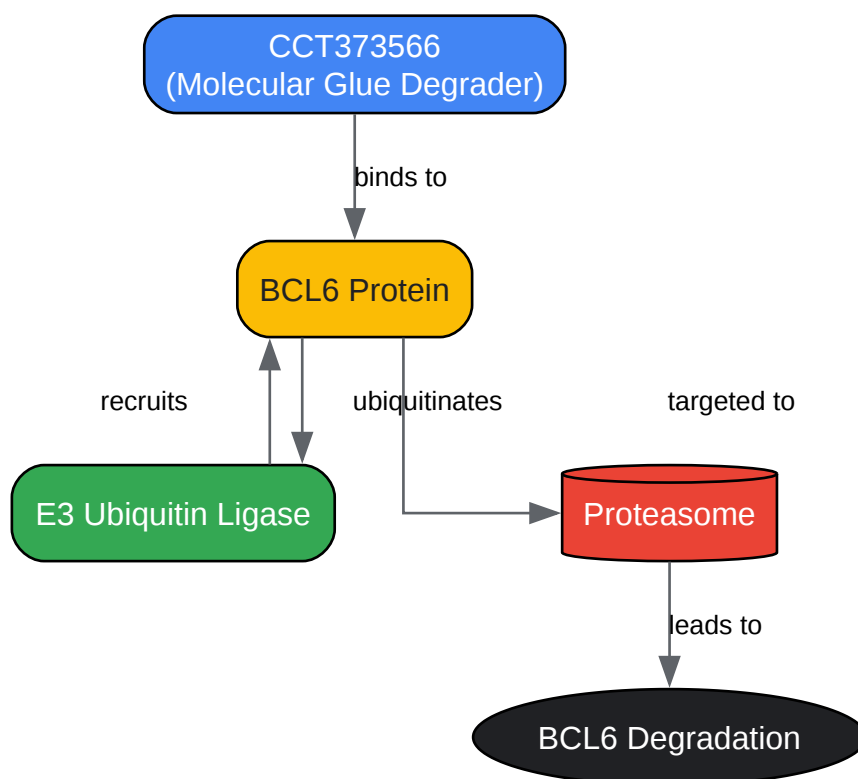 CCT373566
(Molecular Glue Degrader)
binds to
BCL6 Protein
recruits
ubiquitinates
targeted to
E3 Ubiquitin Ligase
Proteasome
leads to
BCL6 Degradation